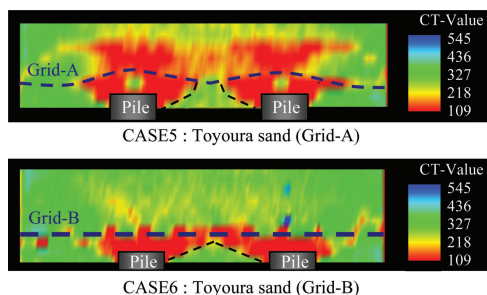 CT-Value
545
436
327
218
109
Grid-A
Pile Pile
CASE5 : Toyoura sand (Grid-A)
CT-Value
545
436
327
218
109
Grid-B
Pile Pile
CASE6 : Toyoura sand (Grid-B)